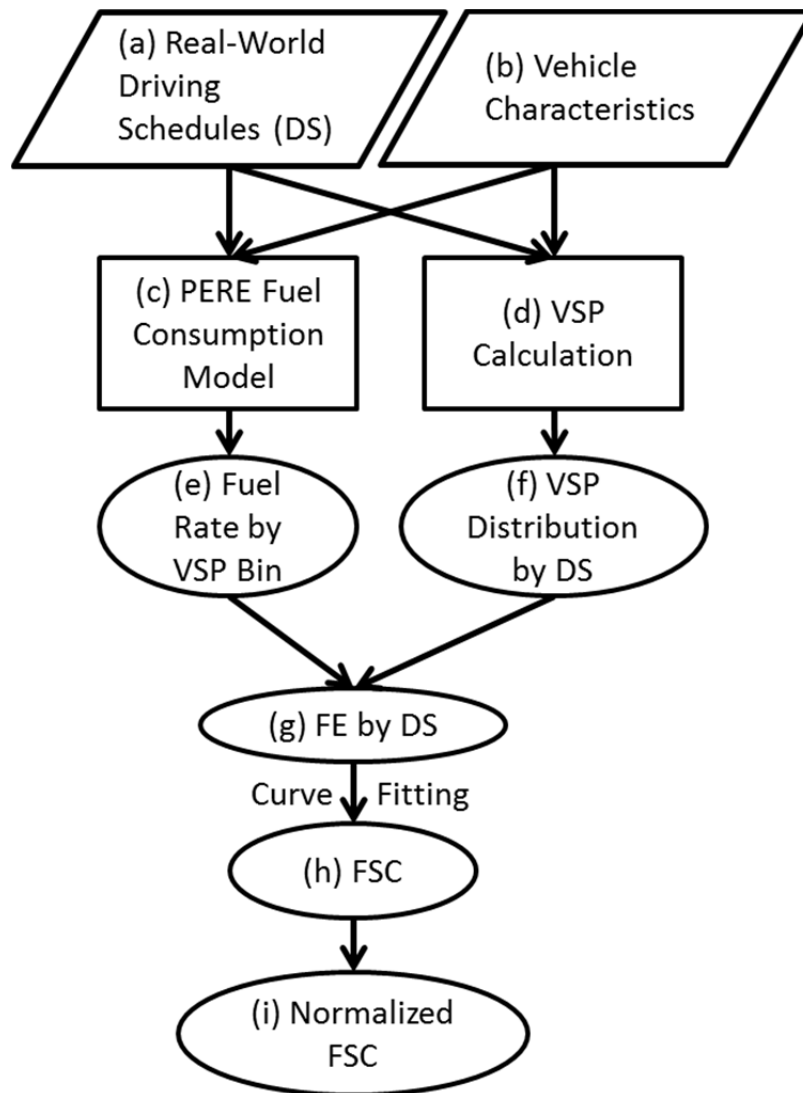 (a) Real-World
Driving
Schedules (DS)
(b) Vehicle
Characteristics
(c) PERE Fuel
Consumption
Model
(d) VSP
Calculation
(e) Fuel
Rate by
VSP Bin
(f) VSP
Distribution
by DS
(g) FE by DS
Curve Fitting
(h) FSC
(i) Normalized
FSC